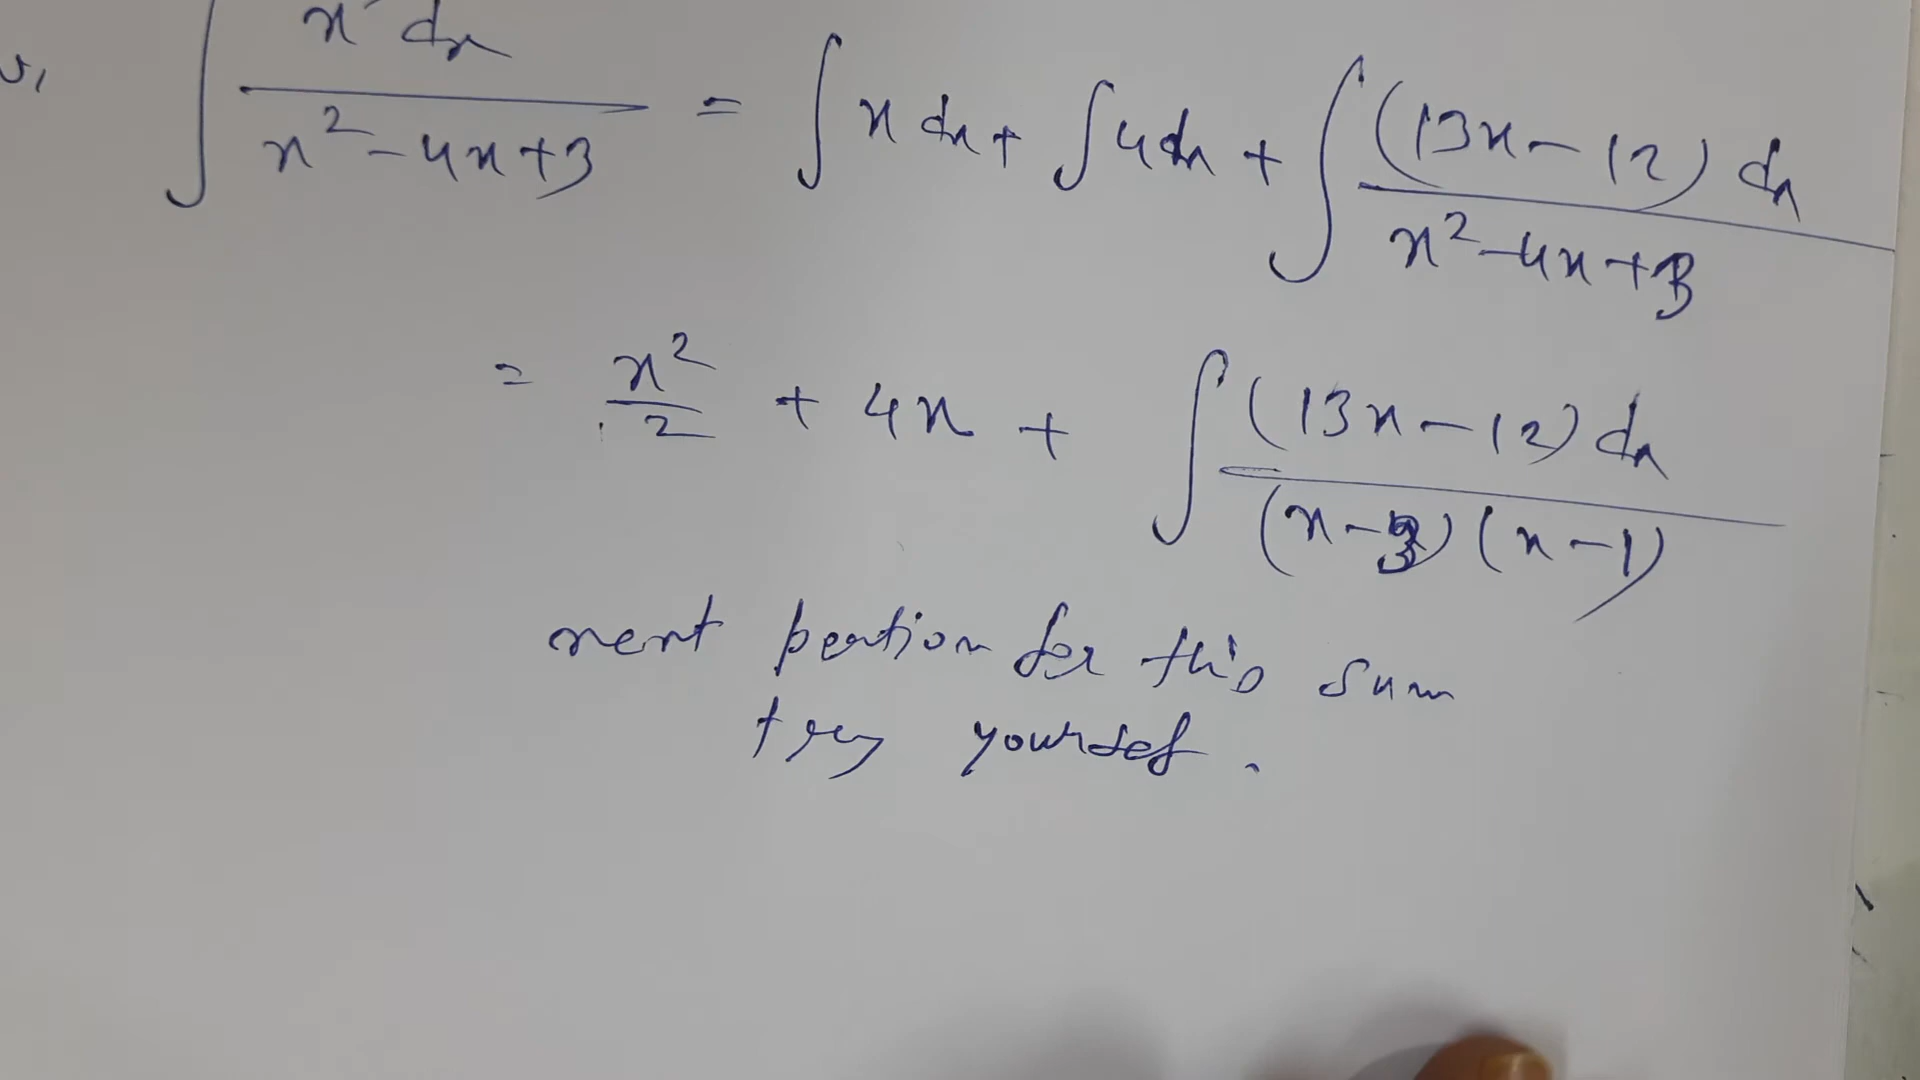 ∫ x dx / x² - 4x + 3 = ∫ x dx + ∫ 4 dx + ∫ (13x - 12) dx / x² - 4x + 3
= x²/2 + 4x + ∫ (13x - 12) dx / (x - 3) (x - 1)
next portion for this sum
try yourself.